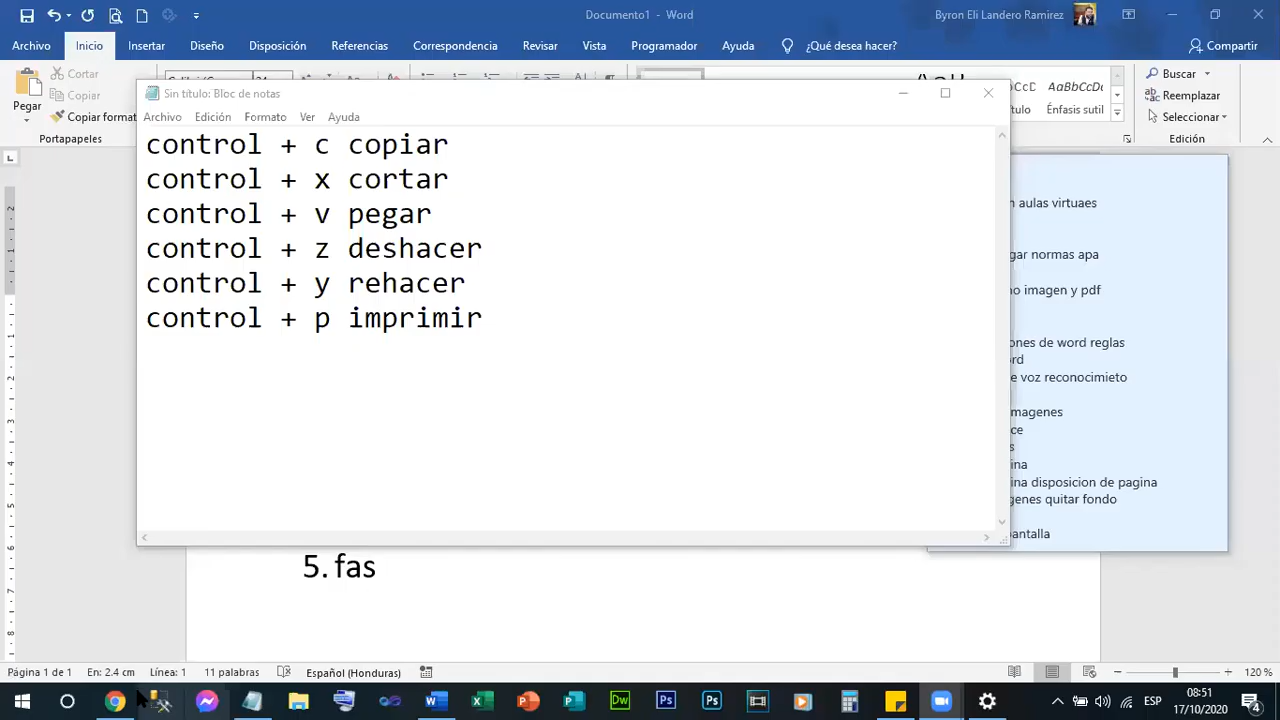 Documento1 - Word
Byron Eli Landero Ramirez
Archivo Inicio Insertar Diseño Disposición Referencias Correspondencia Revisar Vista Programador Ayuda ¿Qué desea hacer? Compartir
Pegar
Cortar
Copiar
Copiar format
Portapapeles
AaBbCcDc
Énfasis sutil
Buscar
Reemplazar
Seleccionar
Edición
Sin título: Bloc de notas
Archivo Edición Formato Ver Ayuda
control + c copiar
control + x cortar
control + v pegar
control + z deshacer
control + y rehacer
control + p imprimir
n aulas virtuaes
gar normas apa
no imagen y pdf
ones de word reglas
rd
e voz reconocimieto
magenes
ce
s
ina
ina disposicion de pagina
genes quitar fondo
pantalla
5. fas
Página 1 de 1 En: 2.4 cm Línea: 1 11 palabras Español (Honduras) 120 %
ESP
08:51
17/10/2020
4